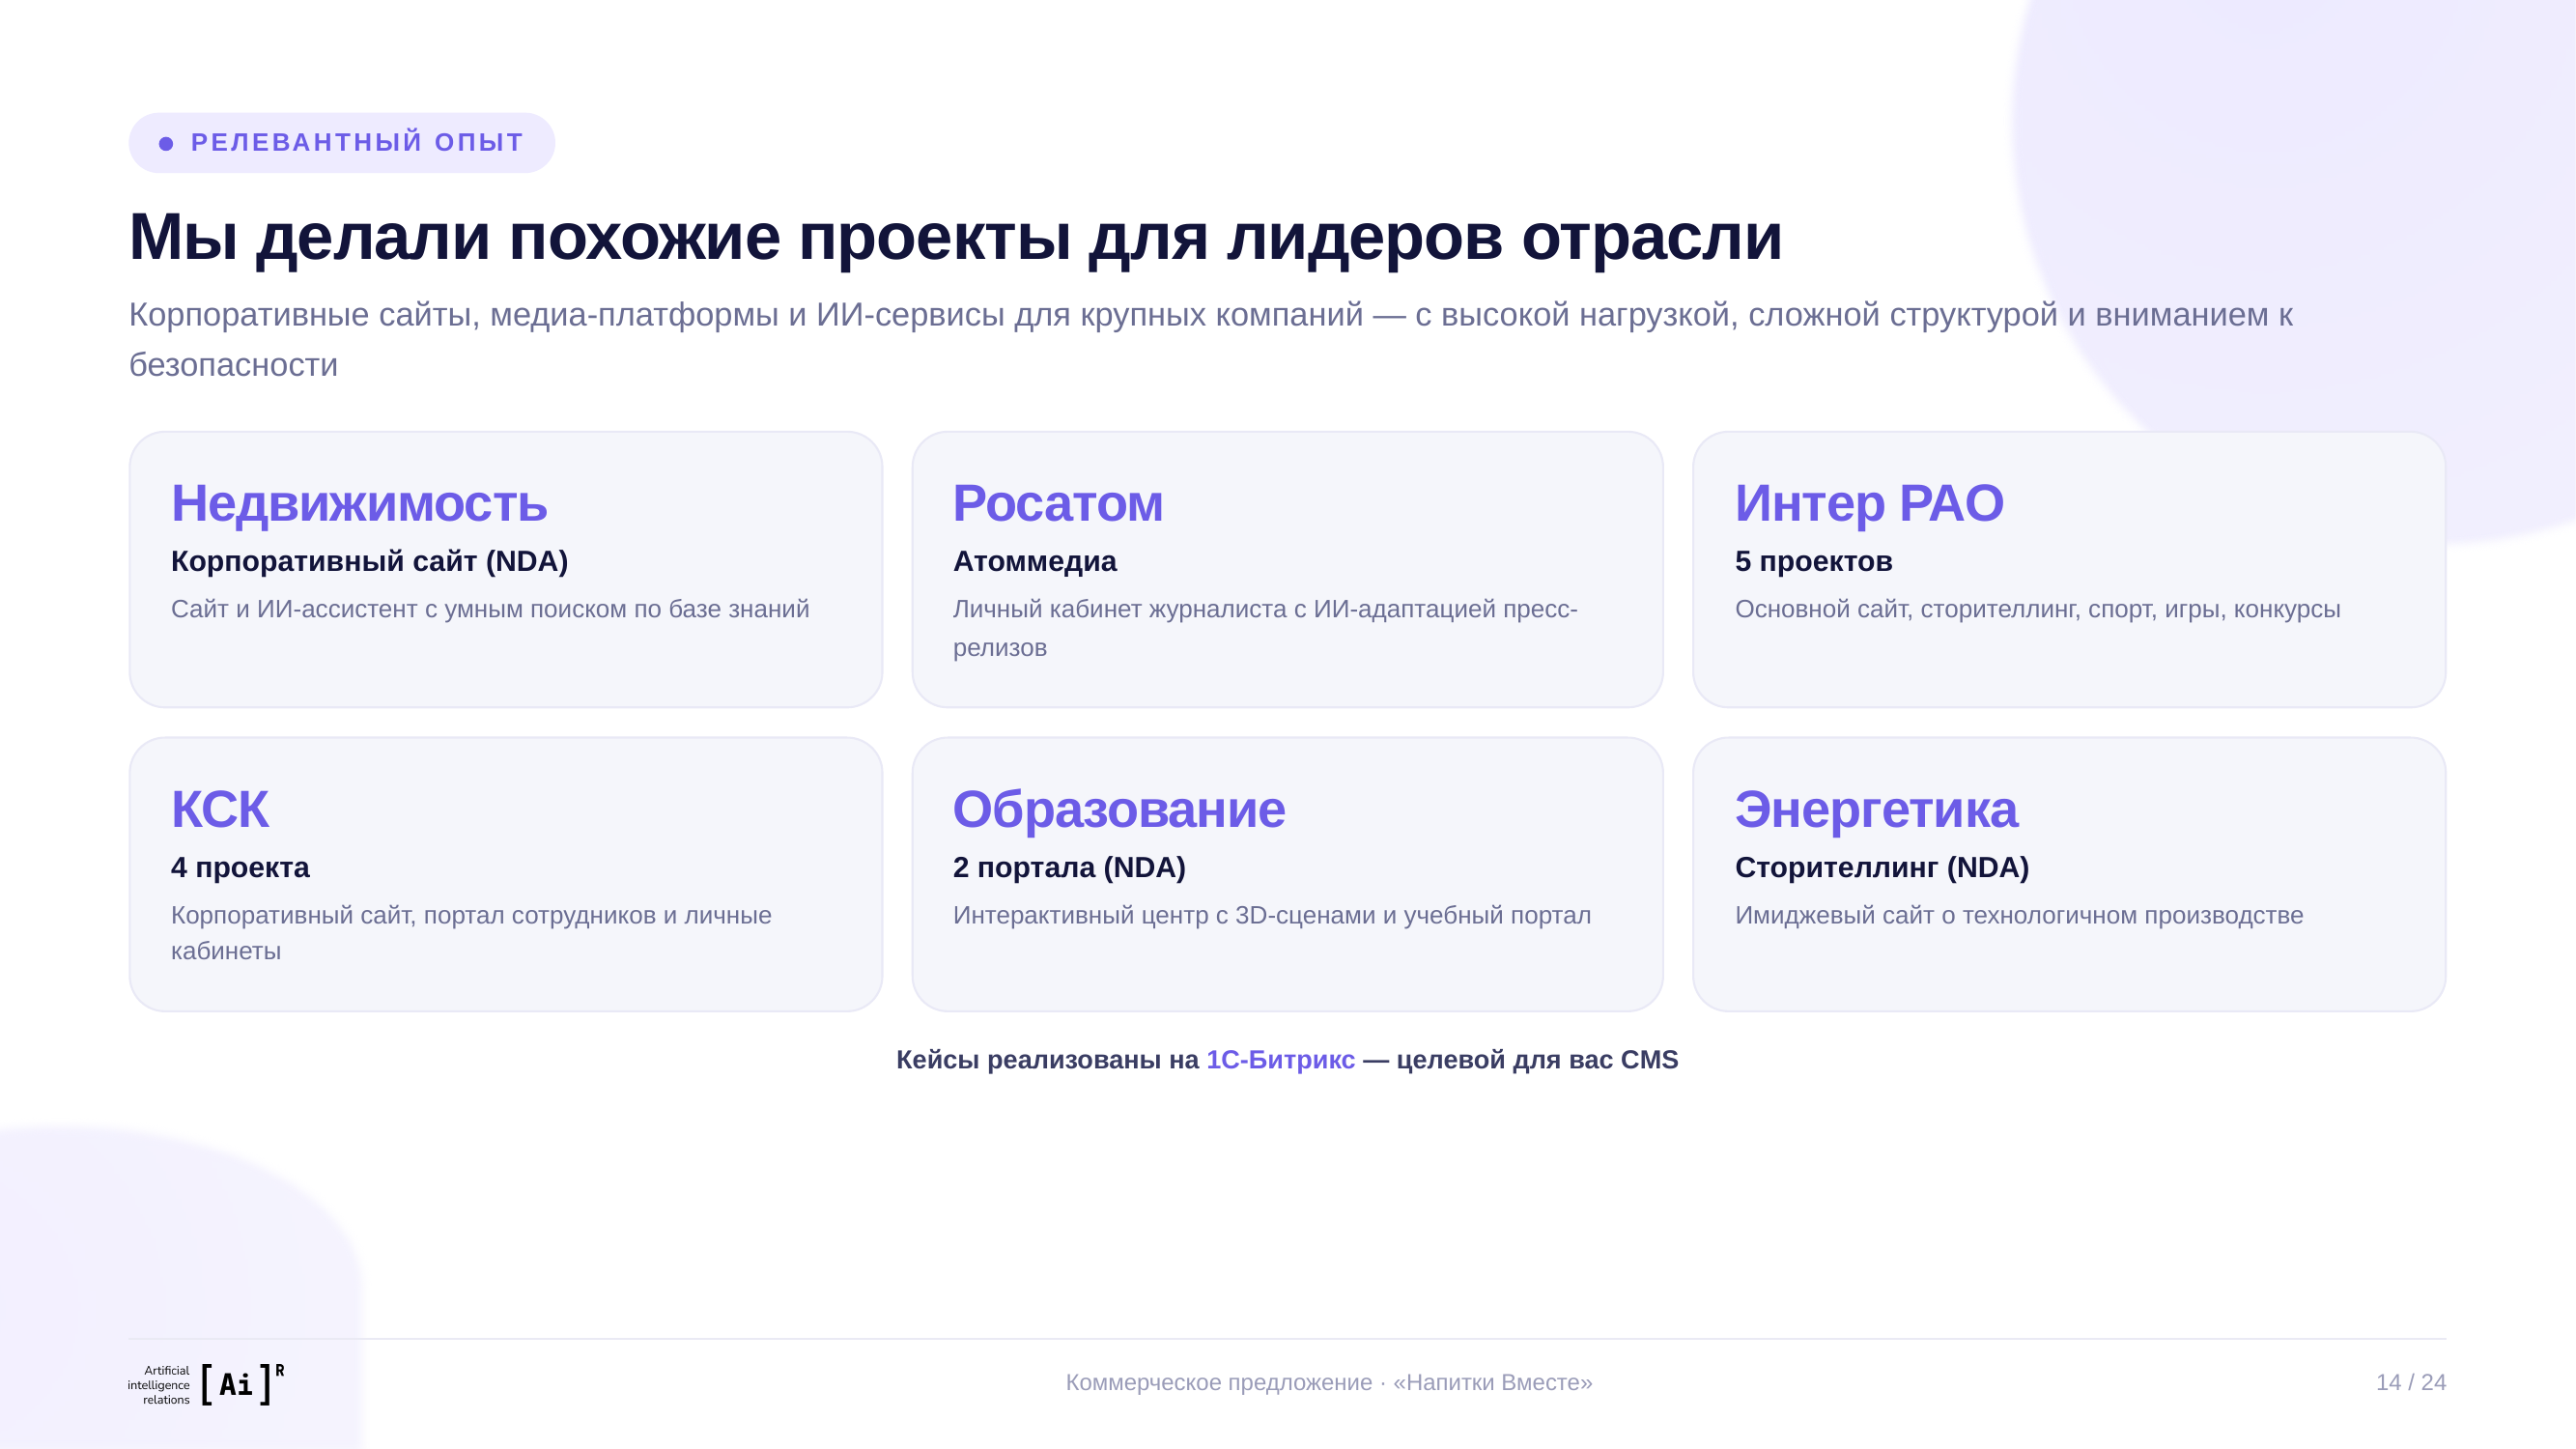 РЕЛЕВАНТНЫЙ ОПЫТ
Мы делали похожие проекты для лидеров отрасли
Корпоративные сайты, медиа-платформы и ИИ-сервисы для крупных компаний — с высокой нагрузкой, сложной структурой и вниманием к
безопасности
Недвижимость
Корпоративный сайт (NDA)
Сайт и ИИ-ассистент с умным поиском по базе знаний
Росатом
Атоммедиа
Личный кабинет журналиста с ИИ-адаптацией пресс-
релизов
Интер РАО
5 проектов
Основной сайт, сторителлинг, спорт, игры, конкурсы
КСК
4 проекта
Корпоративный сайт, портал сотрудников и личные
кабинеты
Образование
2 портала (NDA)
Интерактивный центр с 3D-сценами и учебный портал
Энергетика
Сторителлинг (NDA)
Имиджевый сайт о технологичном производстве
Кейсы реализованы на 1С-Битрикс — целевой для вас CMS
Artificial
intelligence
relations
[Ai]R
Коммерческое предложение · «Напитки Вместе»
14 / 24